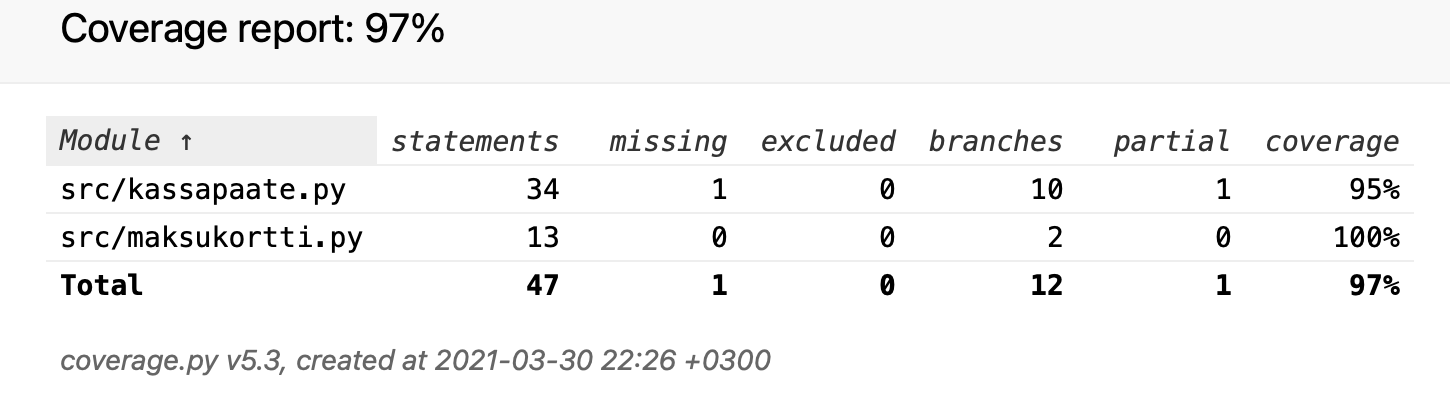 Coverage report: 97%
Module ↑ statements missing excluded branches partial coverage
src/kassapaate.py 34 1 0 10 1 95%
src/maksukortti.py 13 0 0 2 0 100%
Total 47 1 0 12 1 97%
coverage.py v5.3, created at 2021-03-30 22:26 +0300